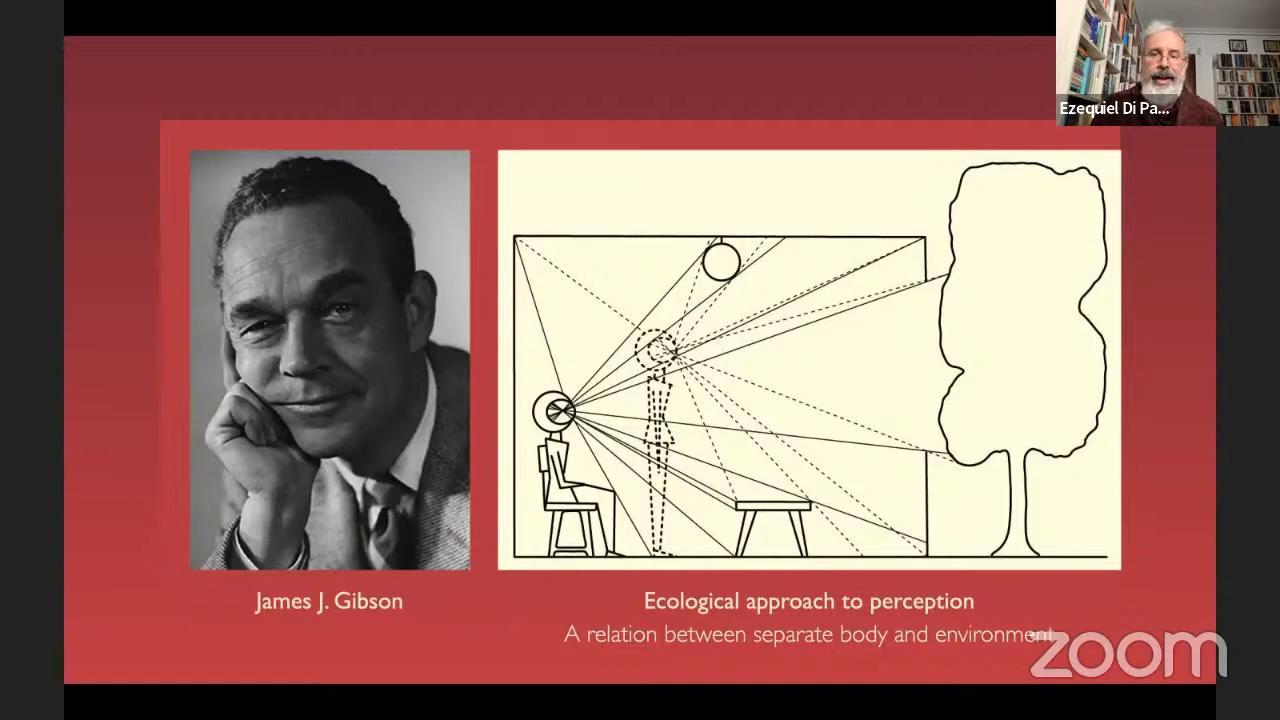 Ezequiel Di Pa...
James J. Gibson
Ecological approach to perception
A relation between separate body and environment
zoom